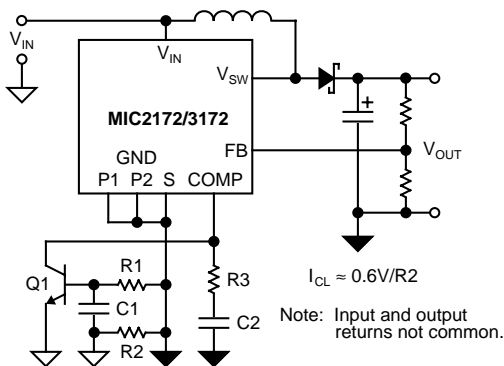 V_IN
V_IN
V_SW
MIC2172/3172
GND
FB
V_OUT
P1 P2 S COMP
Q1
R1
R3
C1
I_CL ≈ 0.6V/R2
C2
R2
Note: Input and output
returns not common.